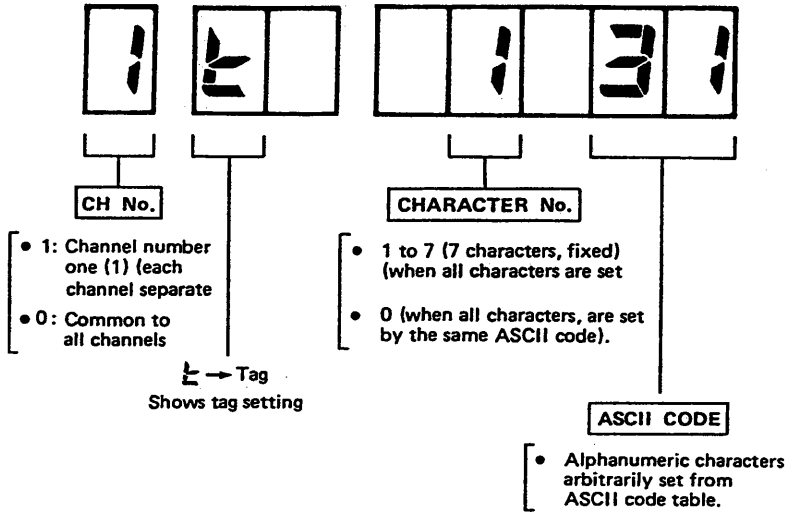 1 t 1 31
CH No.
CHARACTER No.
• 1: Channel number
one (1) (each
channel separate
• 0: Common to
all channels
• 1 to 7 (7 characters, fixed)
(when all characters are set
• 0 (when all characters, are set
by the same ASCII code).
t → Tag
Shows tag setting
ASCII CODE
• Alphanumeric characters
arbitrarily set from
ASCII code table.